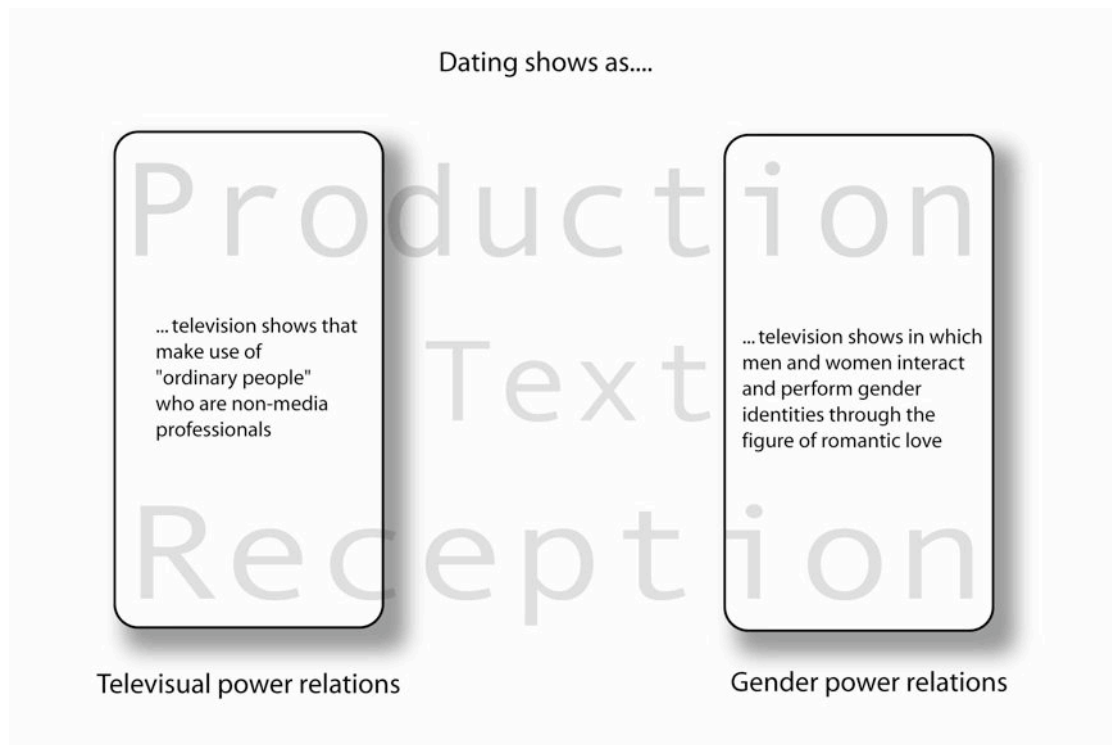 Dating shows as....
Production
... television shows that
make use of
"ordinary people"
who are non-media
professionals
Text
... television shows in which
men and women interact
and perform gender
identities through the
figure of romantic love
Reception
Televisual power relations
Gender power relations